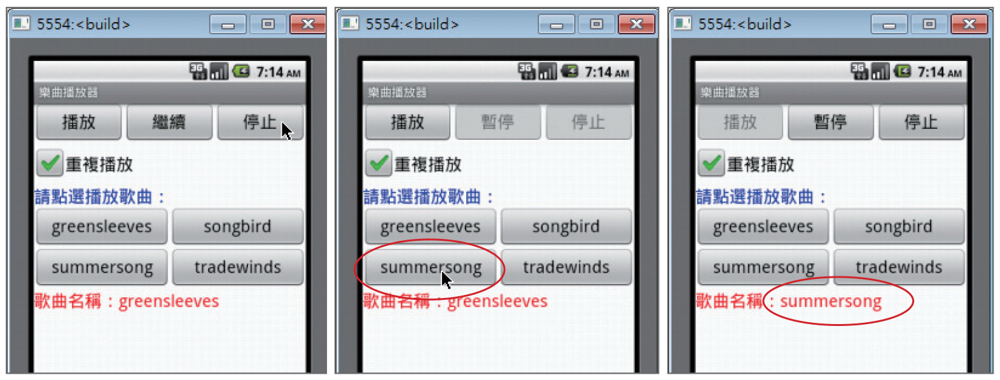 5554:<build>
3G 7:14 AM
樂曲播放器
播放 繼續 停止
重複播放
請點選播放歌曲：
greensleeves songbird
summersong tradewinds
歌曲名稱：greensleeves
5554:<build>
3G 7:14 AM
樂曲播放器
播放 暫停 停止
重複播放
請點選播放歌曲：
greensleeves songbird
summersong tradewinds
歌曲名稱：greensleeves
5554:<build>
3G 7:14 AM
樂曲播放器
播放 暫停 停止
重複播放
請點選播放歌曲：
greensleeves songbird
summersong tradewinds
歌曲名稱：summersong